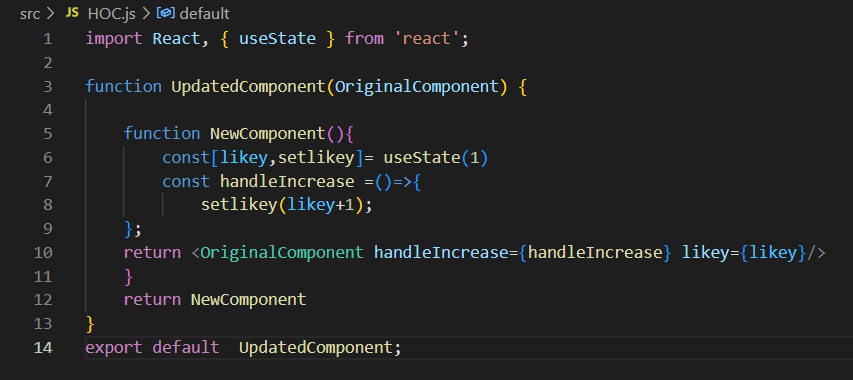 src > JS HOC.js > default
1 import React, { useState } from 'react';
2
3 function UpdatedComponent(OriginalComponent) {
4
5     function NewComponent(){
6         const[likey,setlikey]= useState(1)
7         const handleIncrease =()=>{
8             setlikey(likey+1);
9     };
10     return <OriginalComponent handleIncrease={handleIncrease} likey={likey}/>
11     }
12     return NewComponent
13 }
14 export default  UpdatedComponent;